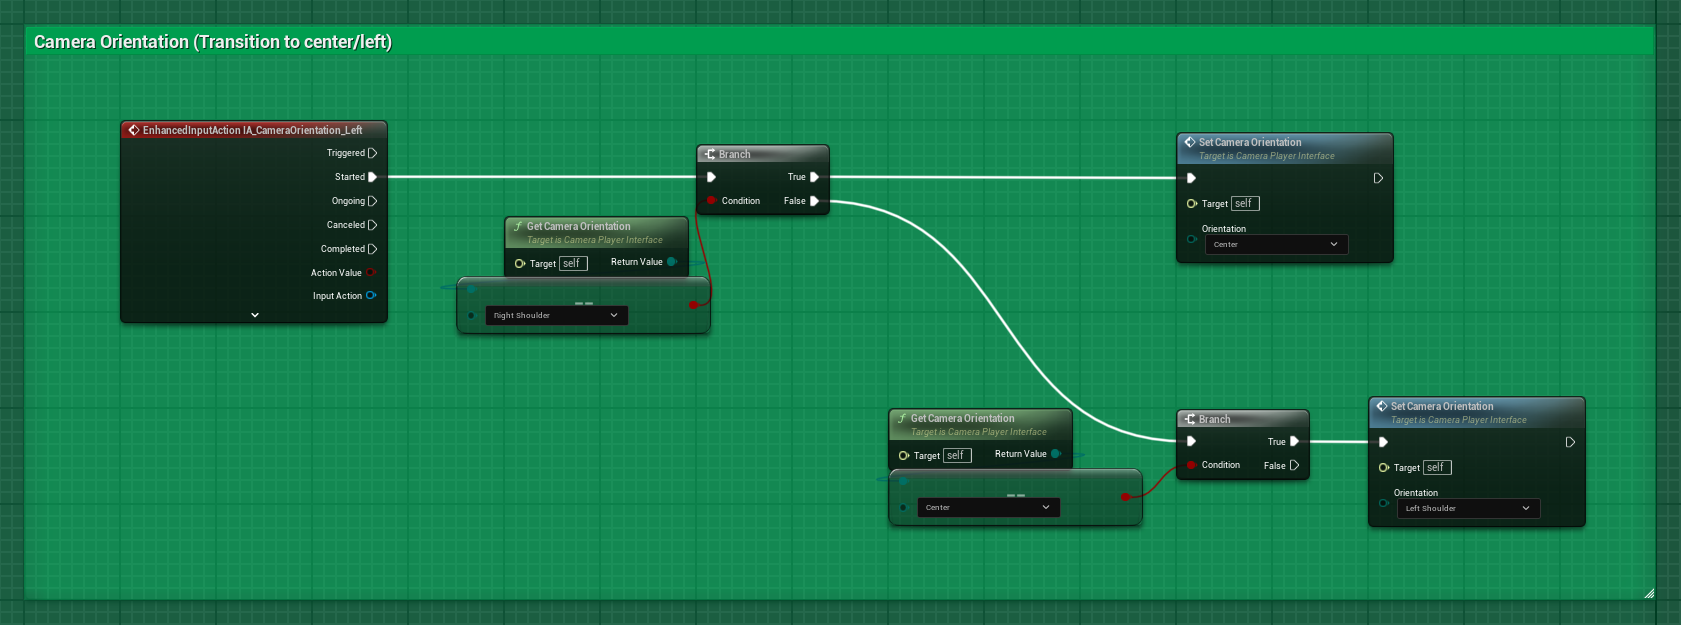 Camera Orientation (Transition to center/left)
EnhancedInputAction IA_CameraOrientation_Left
Triggered
Started
Ongoing
Canceled
Completed
Action Value
Input Action
Get Camera Orientation
Target is Camera Player Interface
Target self
Return Value
==
Right Shoulder
Branch
True
Condition
False
Set Camera Orientation
Target is Camera Player Interface
Target self
Orientation
Center
Get Camera Orientation
Target is Camera Player Interface
Target self
Return Value
==
Center
Branch
True
Condition
False
Set Camera Orientation
Target is Camera Player Interface
Target self
Orientation
Left Shoulder